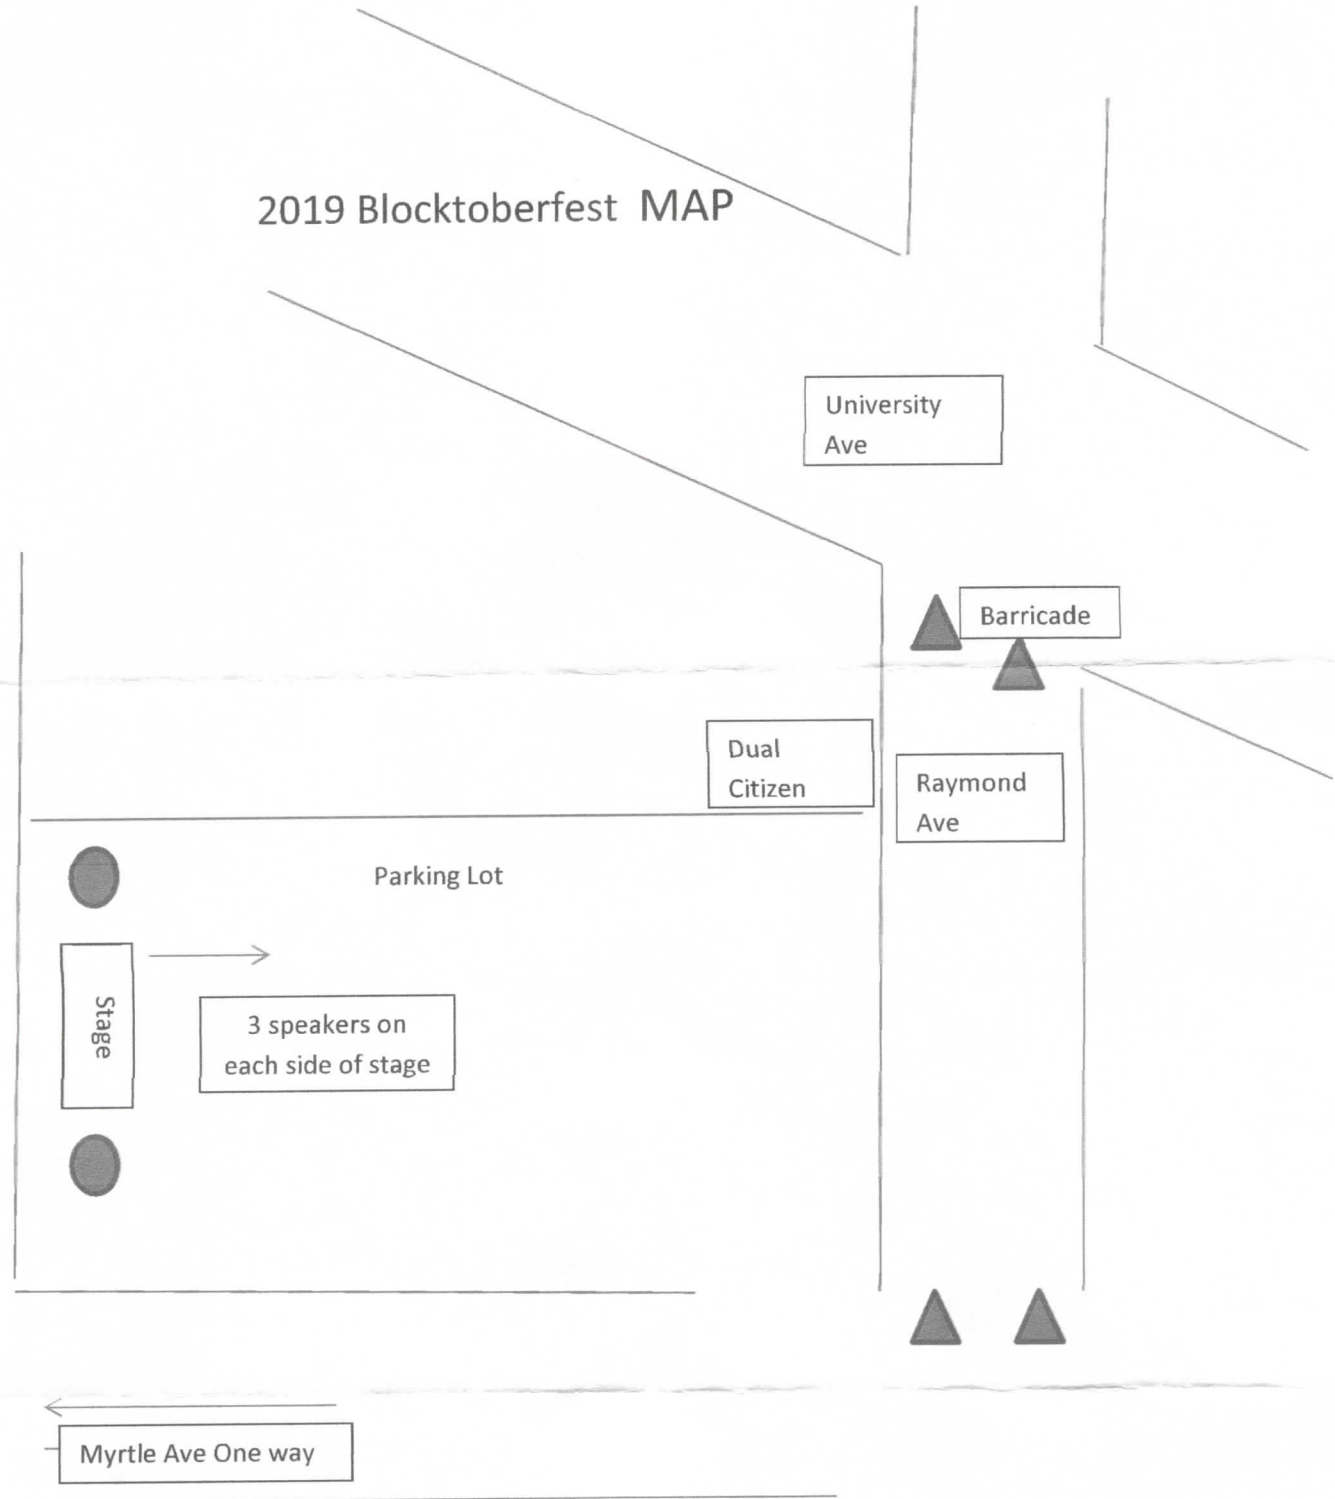 2019 Blocktoberfest MAP
University
Ave
Barricade
Dual
Citizen
Raymond
Ave
Parking Lot
Stage
3 speakers on
each side of stage
Myrtle Ave One way